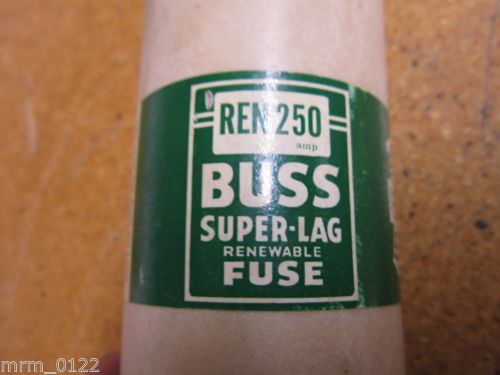 REN 250
amp
BUSS
SUPER-LAG
RENEWABLE
FUSE
mrm_0122